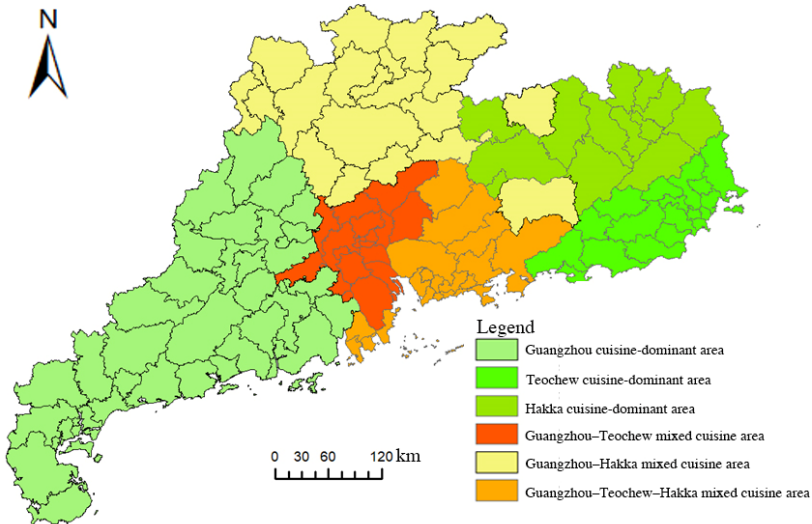 N
Legend
Guangzhou cuisine-dominant area
Teochew cuisine-dominant area
Hakka cuisine-dominant area
Guangzhou–Teochew mixed cuisine area
Guangzhou–Hakka mixed cuisine area
Guangzhou–Teochew–Hakka mixed cuisine area
0 30 60 120 km